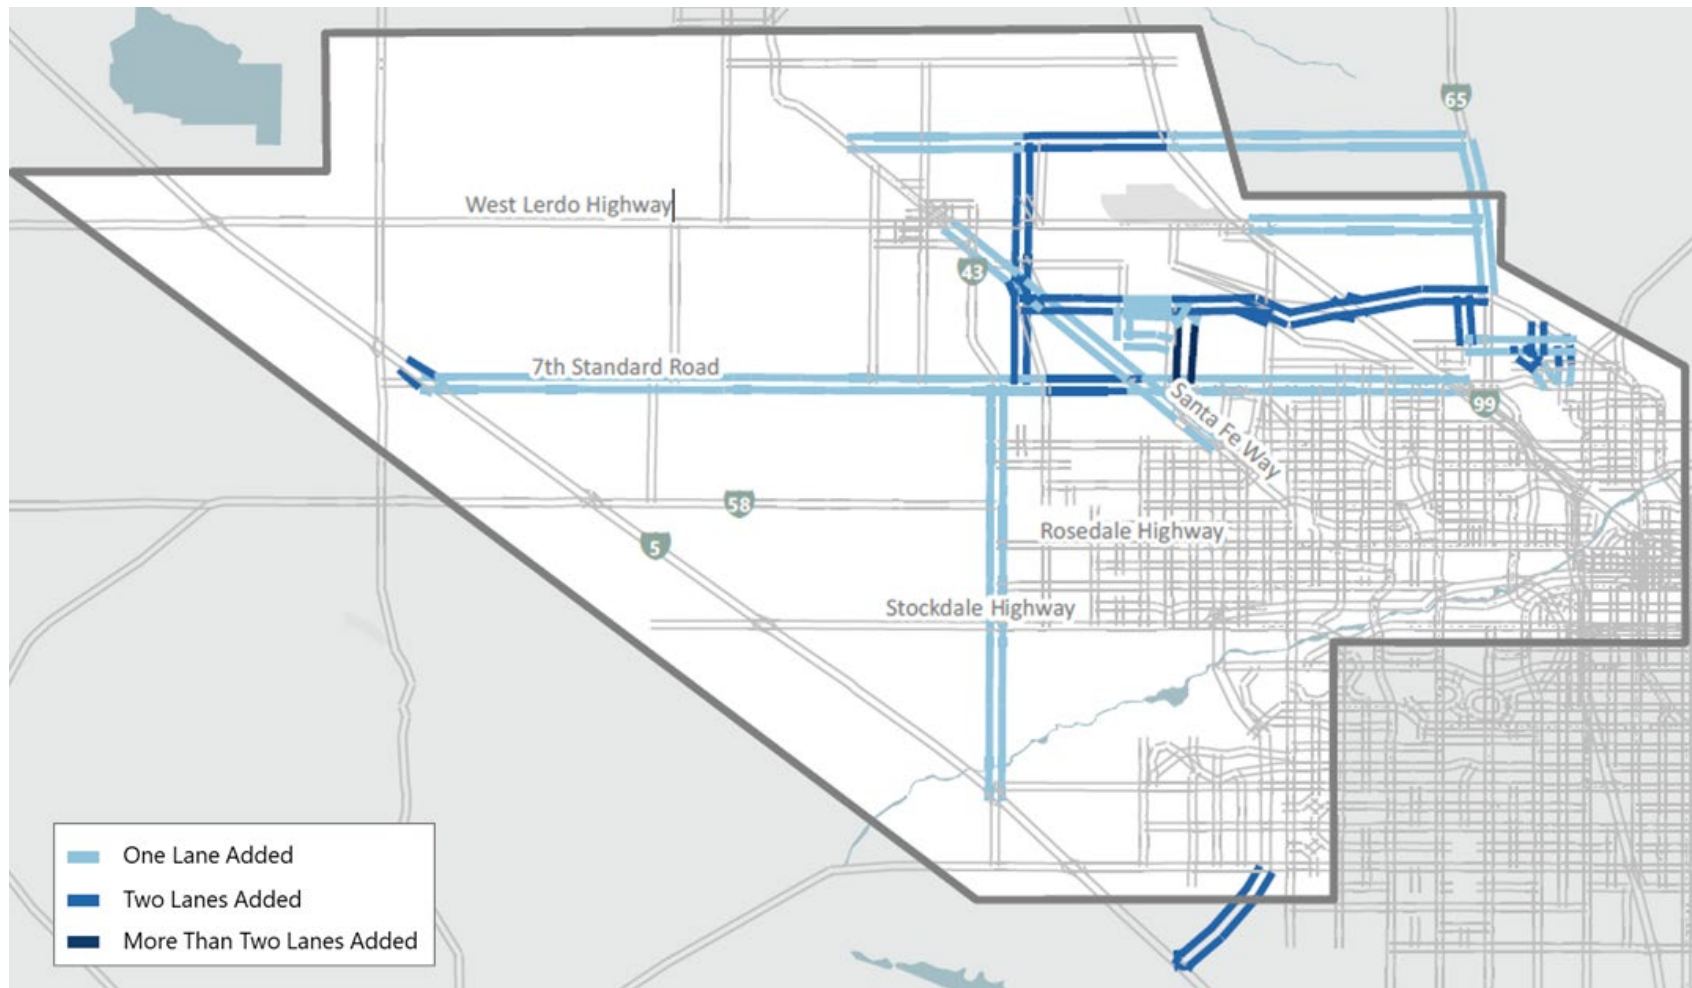 65
West Lerdo Highway
43
7th Standard Road
Santa Fe Way
99
58
Rosedale Highway
5
Stockdale Highway
One Lane Added
Two Lanes Added
More Than Two Lanes Added